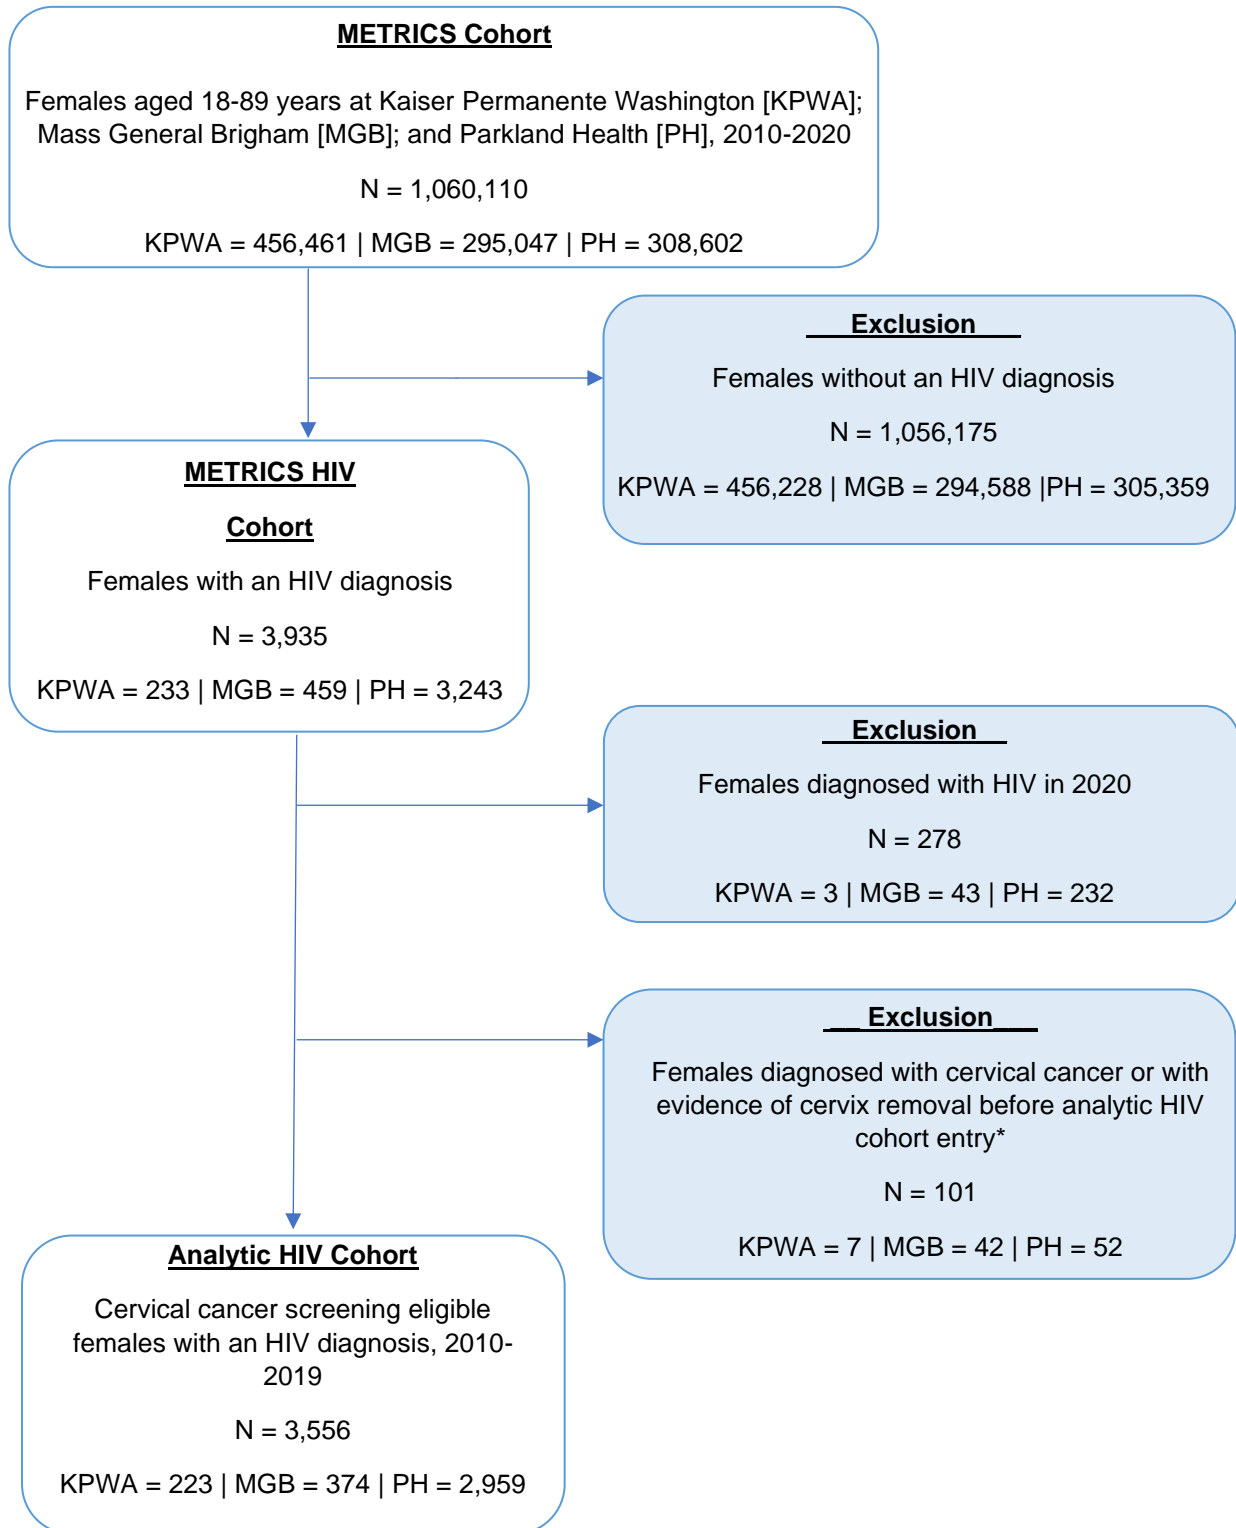 METRICS Cohort
Females aged 18-89 years at Kaiser Permanente Washington [KPWA];
Mass General Brigham [MGB]; and Parkland Health [PH], 2010-2020
N = 1,060,110
KPWA = 456,461 | MGB = 295,047 | PH = 308,602
Exclusion
Females without an HIV diagnosis
N = 1,056,175
KPWA = 456,228 | MGB = 294,588 |PH = 305,359
METRICS HIV
Cohort
Females with an HIV diagnosis
N = 3,935
KPWA = 233 | MGB = 459 | PH = 3,243
Exclusion
Females diagnosed with HIV in 2020
N = 278
KPWA = 3 | MGB = 43 | PH = 232
Exclusion
Females diagnosed with cervical cancer or with
evidence of cervix removal before analytic HIV
cohort entry*
N = 101
KPWA = 7 | MGB = 42 | PH = 52
Analytic HIV Cohort
Cervical cancer screening eligible
females with an HIV diagnosis, 2010-
2019
N = 3,556
KPWA = 223 | MGB = 374 | PH = 2,959